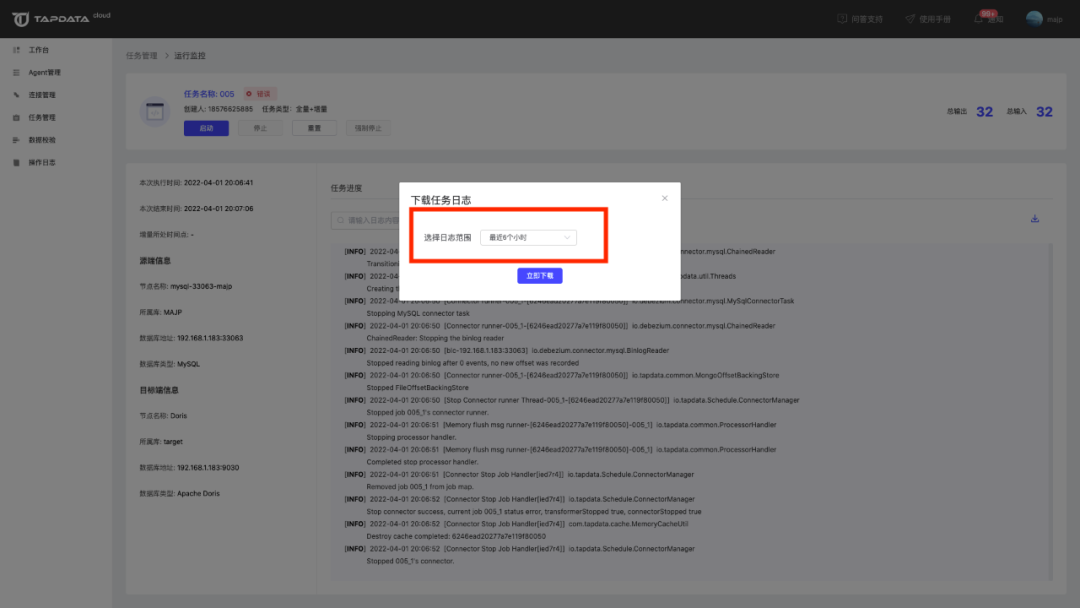 TAPDATA cloud
问答支持
使用手册
99+
通知
majp
工作台
Agent管理
连接管理
任务管理
数据校验
操作日志
任务管理 > 运行监控
任务名称: 005 错误
创建人: 18576625885 任务类型: 全量+增量
启动 停止 重置 强制停止
总输出 32 总输入 32
本次执行时间: 2022-04-01 20:06:41
本次结束时间: 2022-04-01 20:07:06
增量所处时间点: -
源端信息
节点名称: mysql-33063-majp
所属库: MAJP
数据库地址: 192.168.1.183:33063
数据库类型: MySQL
目标端信息
节点名称: Doris
所属库: target
数据库地址: 192.168.1.183:9030
数据库类型: Apache Doris
任务进度
请输入日志内容
下载任务日志
选择日志范围 最近6个小时
立即下载
[INFO] 2022-04 mysql.ChainedReader
Transition
[INFO] 2022-04 pdata.util.Threads
Creating t
[INFO] 2022-04-01 20:06:50 [Connector runner-005_1-[6246ead20277a7e119f80050]] io.debezium.connector.mysql.MySqlConnectorTask
Stopping MySQL connector task
[INFO] 2022-04-01 20:06:50 [Connector runner-005_1-[6246ead20277a7e119f80050]] io.debezium.connector.mysql.ChainedReader
ChainedReader: Stopping the binlog reader
[INFO] 2022-04-01 20:06:50 [blc-192.168.1.183:33063] io.debezium.connector.mysql.BinlogReader
Stopped reading binlog after 0 events, no new offset was recorded
[INFO] 2022-04-01 20:06:50 [Connector runner-005_1-[6246ead20277a7e119f80050]] io.tapdata.common.MongoOffsetBackingStore
Stopped FileOffsetBackingStore
[INFO] 2022-04-01 20:06:50 [Stop Connector runner Thread-005_1-[6246ead20277a7e119f80050]] io.tapdata.Schedule.ConnectorManager
Stopped job 005_1's connector runner.
[INFO] 2022-04-01 20:06:51 [Memory flush msg runner-[6246ead20277a7e119f80050]-005_1] io.tapdata.common.ProcessorHandler
Stopping processor handler.
[INFO] 2022-04-01 20:06:51 [Memory flush msg runner-[6246ead20277a7e119f80050]-005_1] io.tapdata.common.ProcessorHandler
Completed stop processor handler.
[INFO] 2022-04-01 20:06:51 [Connector Stop Job Handler[ied7r4]] io.tapdata.Schedule.ConnectorManager
Removed job 005_1 from job map.
[INFO] 2022-04-01 20:06:52 [Connector Stop Job Handler[ied7r4]] io.tapdata.Schedule.ConnectorManager
Stop connector success, current job 005_1 status error, transformerStopped true, connectorStopped true
[INFO] 2022-04-01 20:06:52 [Connector Stop Job Handler[ied7r4]] com.tapdata.cache.MemoryCacheUtil
Destroy cache completed: 6246ead20277a7e119f80050
[INFO] 2022-04-01 20:06:52 [Connector Stop Job Handler[ied7r4]] io.tapdata.Schedule.ConnectorManager
Stopped 005_1's connector.